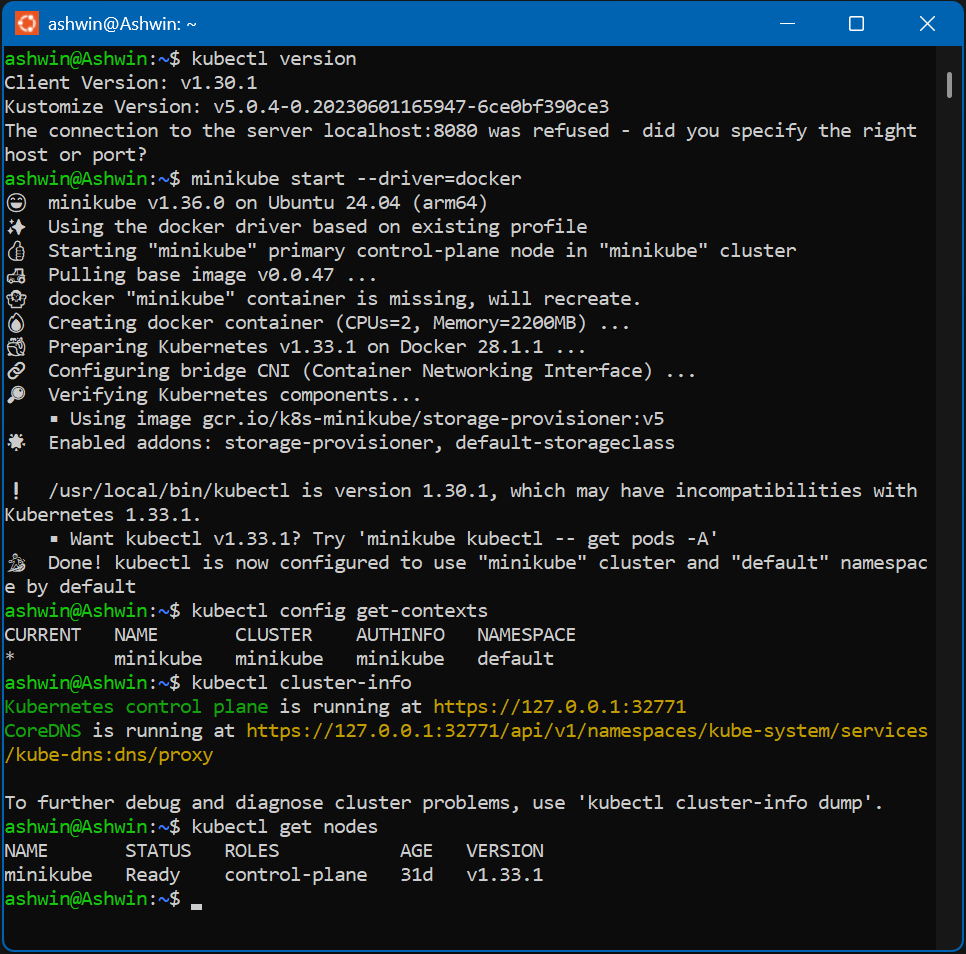 ashwin@Ashwin: ~
ashwin@Ashwin:~$ kubectl version
Client Version: v1.30.1
Kustomize Version: v5.0.4-0.20230601165947-6ce0bf390ce3
The connection to the server localhost:8080 was refused - did you specify the right
host or port?
ashwin@Ashwin:~$ minikube start --driver=docker
😄  minikube v1.36.0 on Ubuntu 24.04 (arm64)
✨  Using the docker driver based on existing profile
👍  Starting "minikube" primary control-plane node in "minikube" cluster
🚜  Pulling base image v0.0.47 ...
🤷  docker "minikube" container is missing, will recreate.
🔥  Creating docker container (CPUs=2, Memory=2200MB) ...
🐳  Preparing Kubernetes v1.33.1 on Docker 28.1.1 ...
🔗  Configuring bridge CNI (Container Networking Interface) ...
🔎  Verifying Kubernetes components...
▪ Using image gcr.io/k8s-minikube/storage-provisioner:v5
🌟  Enabled addons: storage-provisioner, default-storageclass
❗  /usr/local/bin/kubectl is version 1.30.1, which may have incompatibilities with
Kubernetes 1.33.1.
▪ Want kubectl v1.33.1? Try 'minikube kubectl -- get pods -A'
🏄  Done! kubectl is now configured to use "minikube" cluster and "default" namespac
e by default
ashwin@Ashwin:~$ kubectl config get-contexts
CURRENT   NAME       CLUSTER    AUTHINFO   NAMESPACE
*         minikube   minikube   minikube   default
ashwin@Ashwin:~$ kubectl cluster-info
Kubernetes control plane is running at https://127.0.0.1:32771
CoreDNS is running at https://127.0.0.1:32771/api/v1/namespaces/kube-system/services
/kube-dns:dns/proxy
To further debug and diagnose cluster problems, use 'kubectl cluster-info dump'.
ashwin@Ashwin:~$ kubectl get nodes
NAME       STATUS   ROLES           AGE   VERSION
minikube   Ready    control-plane   31d   v1.33.1
ashwin@Ashwin:~$